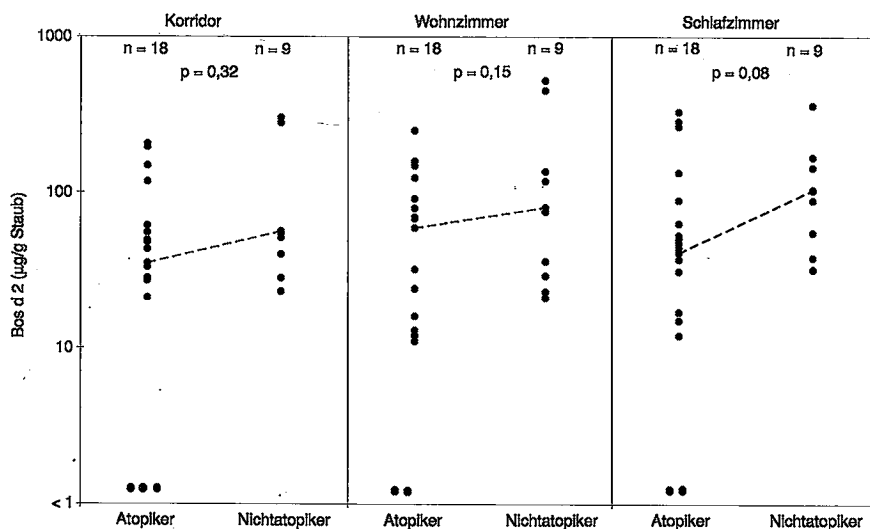 Korridor Wohnzimmer Schlafzimmer
1000
n = 18 n = 9 n = 18 n = 9 n = 18 n = 9
p = 0,32 p = 0,15 p = 0,08
100
Bos d 2 (µg/g Staub)
10
< 1
Atopiker Nichtatopiker Atopiker Nichtatopiker Atopiker Nichtatopiker